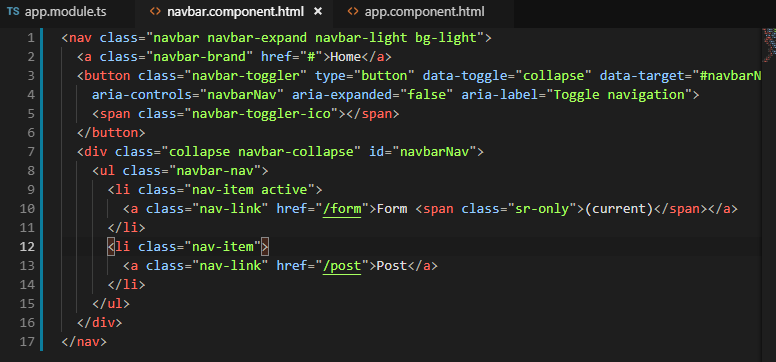 TS app.module.ts <> navbar.component.html × <> app.component.html
1 <nav class="navbar navbar-expand navbar-light bg-light">
2 <a class="navbar-brand" href="#">Home</a>
3 <button class="navbar-toggler" type="button" data-toggle="collapse" data-target="#navbarN
4 aria-controls="navbarNav" aria-expanded="false" aria-label="Toggle navigation">
5 <span class="navbar-toggler-ico"></span>
6 </button>
7 <div class="collapse navbar-collapse" id="navbarNav">
8 <ul class="navbar-nav">
9 <li class="nav-item active">
10 <a class="nav-link" href="/form">Form <span class="sr-only">(current)</span></a>
11 </li>
12 <li class="nav-item">
13 <a class="nav-link" href="/post">Post</a>
14 </li>
15 </ul>
16 </div>
17 </nav>